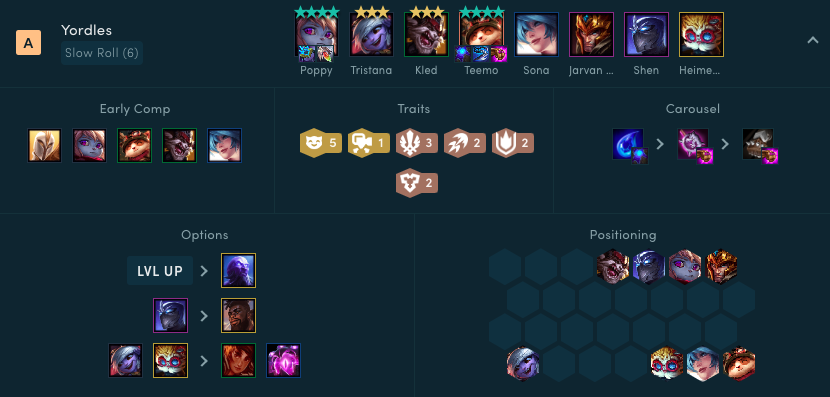 A
Yordles
Slow Roll (6)
Poppy
Tristana
Kled
Teemo
Sona
Jarvan ...
Shen
Heime...
Early Comp
Traits
Carousel
5
1
3
2
2
2
Options
Positioning
LVL UP